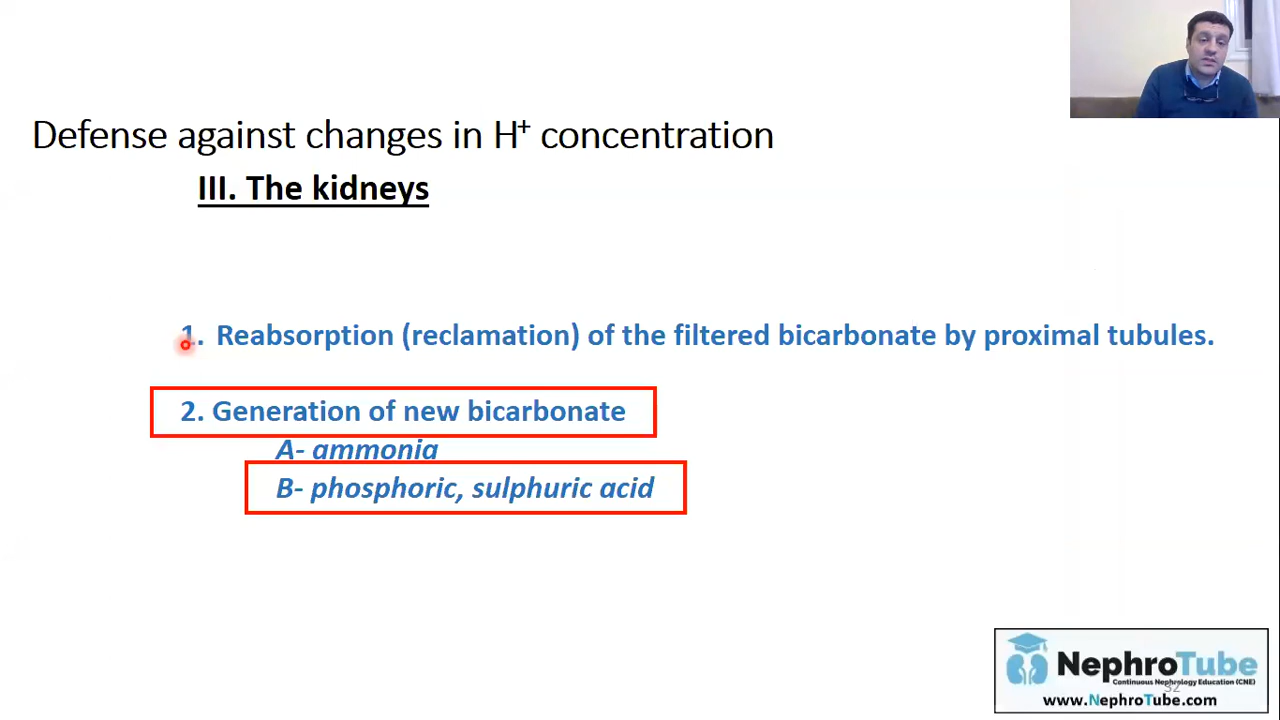 Defense against changes in H⁺ concentration
III. The kidneys
1. Reabsorption (reclamation) of the filtered bicarbonate by proximal tubules.
2. Generation of new bicarbonate
A- ammonia
B- phosphoric, sulphuric acid
NephroTube
Continuous Nephrology Education (CNE)
32
www.NephroTube.com